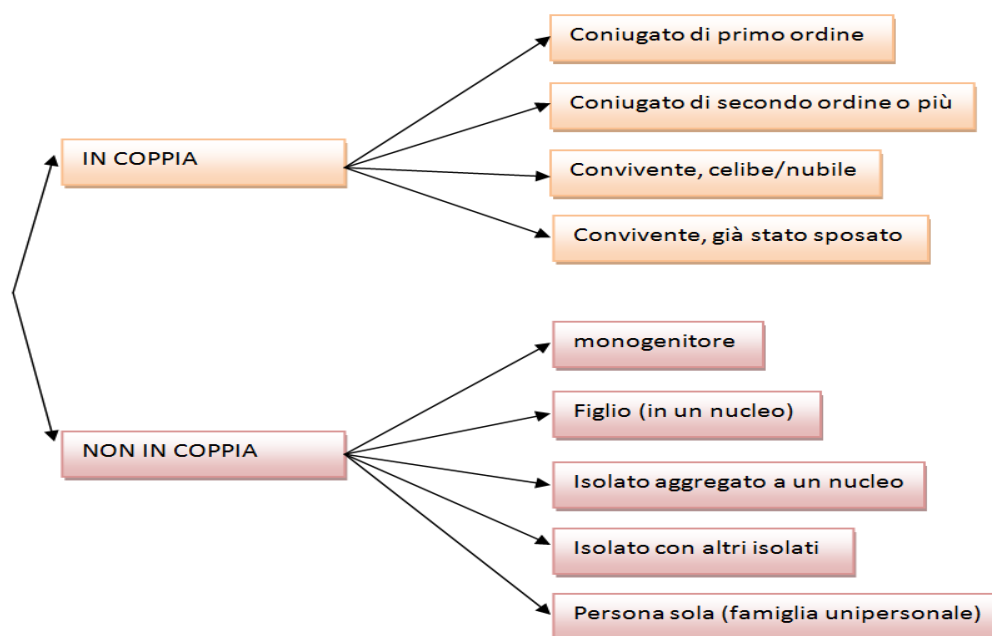 IN COPPIA
Coniugato di primo ordine
Coniugato di secondo ordine o più
Convivente, celibe/nubile
Convivente, già stato sposato
NON IN COPPIA
monogenitore
Figlio (in un nucleo)
Isolato aggregato a un nucleo
Isolato con altri isolati
Persona sola (famiglia unipersonale)